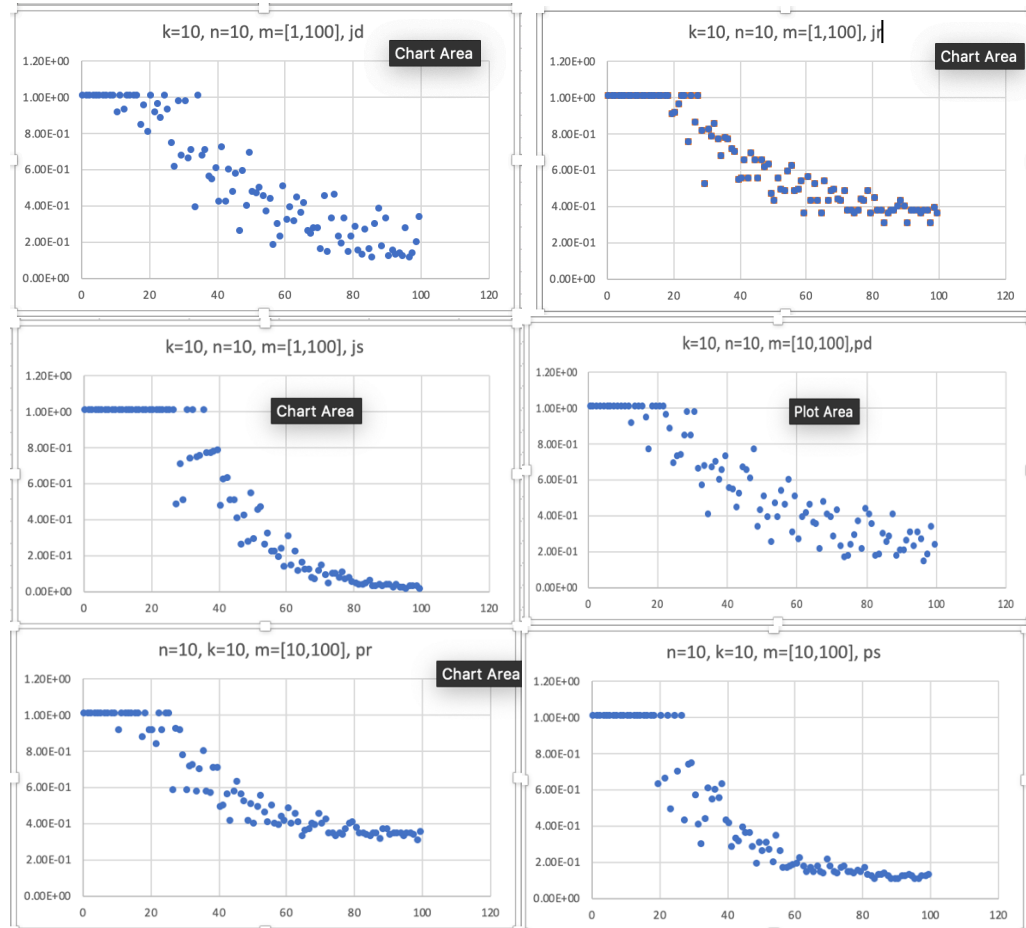 k=10, n=10, m=[1,100], jd
Chart Area
1.20E+00
1.00E+00
8.00E-01
6.00E-01
4.00E-01
2.00E-01
0.00E+00
0 20 40 60 80 100 120
k=10, n=10, m=[1,100], jr
Chart Area
1.20E+00
1.00E+00
8.00E-01
6.00E-01
4.00E-01
2.00E-01
0.00E+00
0 20 40 60 80 100 120
k=10, n=10, m=[1,100], js
Chart Area
1.20E+00
1.00E+00
8.00E-01
6.00E-01
4.00E-01
2.00E-01
0.00E+00
0 20 40 60 80 100 120
k=10, n=10, m=[10,100],pd
Plot Area
1.20E+00
1.00E+00
8.00E-01
6.00E-01
4.00E-01
2.00E-01
0.00E+00
0 20 40 60 80 100 120
n=10, k=10, m=[10,100], pr
Chart Area
1.20E+00
1.00E+00
8.00E-01
6.00E-01
4.00E-01
2.00E-01
0.00E+00
0 20 40 60 80 100 120
n=10, k=10, m=[10,100], ps
1.20E+00
1.00E+00
8.00E-01
6.00E-01
4.00E-01
2.00E-01
0.00E+00
0 20 40 60 80 100 120